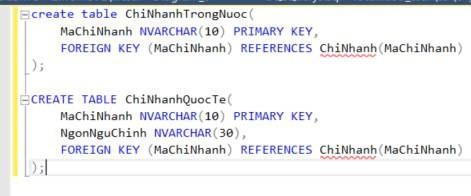 create table ChiNhanhTrongNuoc(
MaChiNhanh NVARCHAR(10) PRIMARY KEY,
FOREIGN KEY (MaChiNhanh) REFERENCES ChiNhanh(MaChiNhanh)
);
CREATE TABLE ChiNhanhQuocTe(
MaChiNhanh NVARCHAR(10) PRIMARY KEY,
NgonNguChinh NVARCHAR(30),
FOREIGN KEY (MaChiNhanh) REFERENCES ChiNhanh(MaChiNhanh)
);